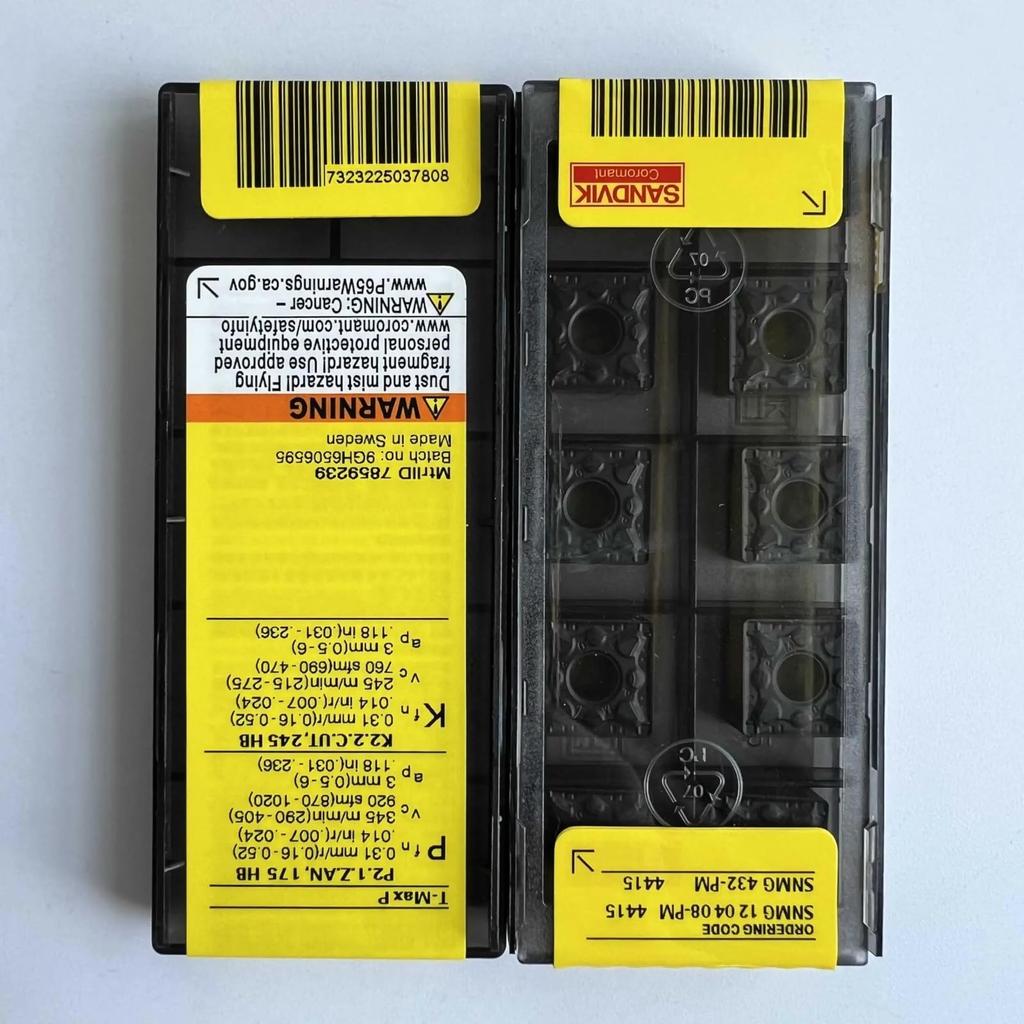 7323225037808
SANDVIK
Coromant
ORDERING CODE
SNMG 12 04 08-PM 4415
SNMG 432-PM 4415
PC
07
PC
07
T-Max P
P2.1.Z.AN, 175 HB
P fn 0.31 mm/r(0.16-0.52)
.014 in/r(.007-.024)
vc 345 m/min(290-405)
920 sfm(870-1020)
ap 3 mm(0.5-6)
.118 in(.031-.236)
K2.2.C.UT,245 HB
K fn 0.31 mm/r(0.16-0.52)
.014 in/r(.007-.024)
vc 245 m/min(215-275)
760 sfm(690-470)
ap 3 mm(0.5-6)
.118 in(.031-.236)
MtrlID 7859239
Batch no: 9GH6506595
Made in Sweden
WARNING
Dust and mist hazard! Flying
fragment hazard! Use approved
personal protective equipment
www.coromant.com/safetyinfo
WARNING: Cancer –
www.P65Warnings.ca.gov